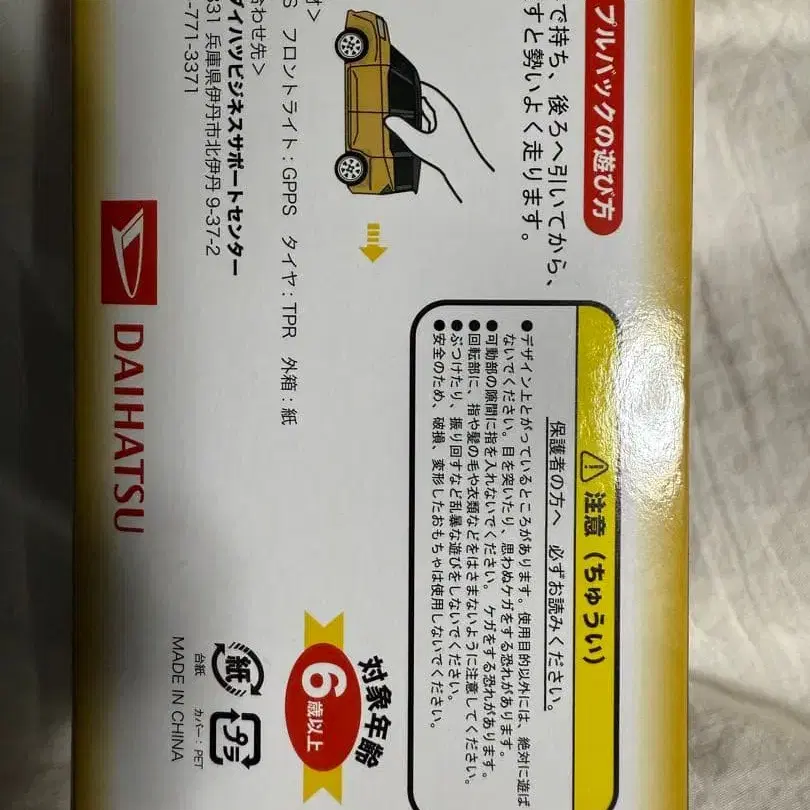 プルバックの遊び方
で持ち、後ろへ引いてから、
すと勢いよく走ります。
>
S フロントライト:GPPS タイヤ:TPR 外箱:紙
合わせ先>
ダイハツビジネスサポートセンター
331 兵庫県伊丹市北伊丹 9-37-2
-771-3371
DAIHATSU
⚠ 注意(ちゅうい)
保護者の方へ 必ずお読みください。
●デザイン上とがっているところがあります。使用目的以外には、絶対に遊ば
ないでください。目を突いたり、思わぬケガをする恐れがあります。
●可動部の隙間に指を入れないでください。ケガをする恐れがあります。
●回転部に、指や髪の毛や衣類などをはさまないように注意してください。
●ぶつけたり、振り回すなど乱暴な遊びをしないでください。
●安全のため、破損、変形したおもちゃは使用しないでください。
対象年齢
6歳以上
紙
プラ
台紙 カバー:PET
MADE IN CHINA